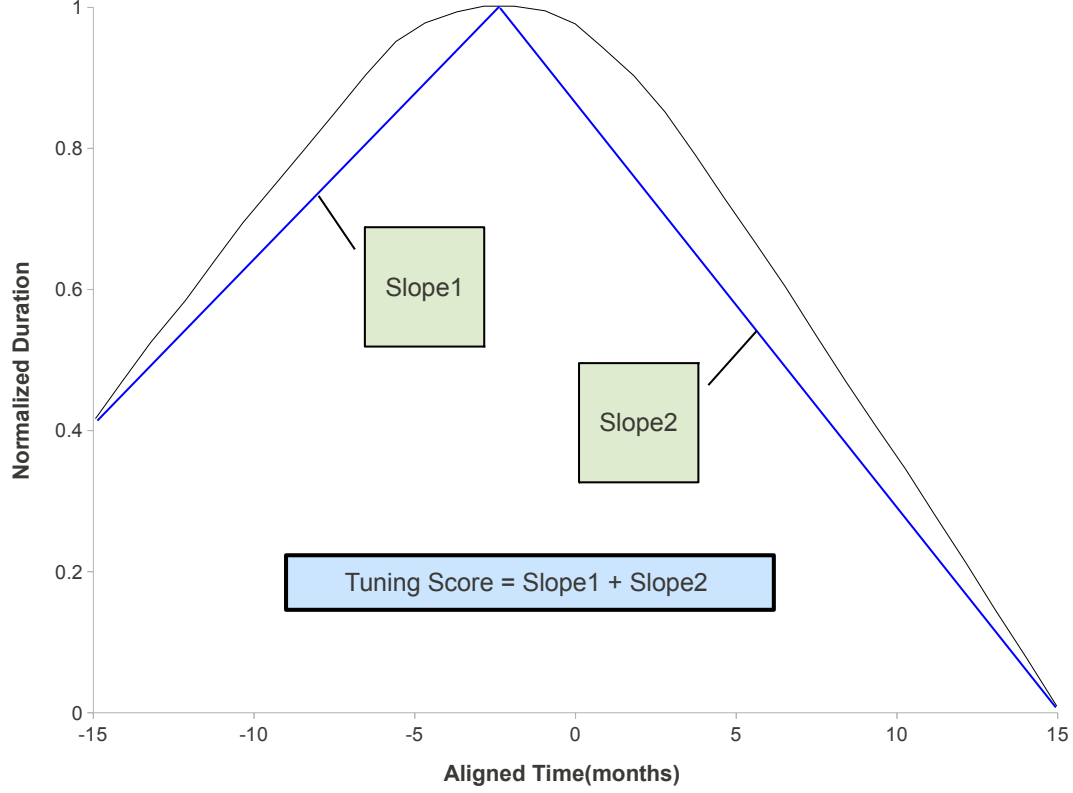 1
0.8
0.6
0.4
0.2
0
Normalized Duration
Slope1
Slope2
Tuning Score = Slope1 + Slope2
-15
-10
-5
0
5
10
15
Aligned Time(months)